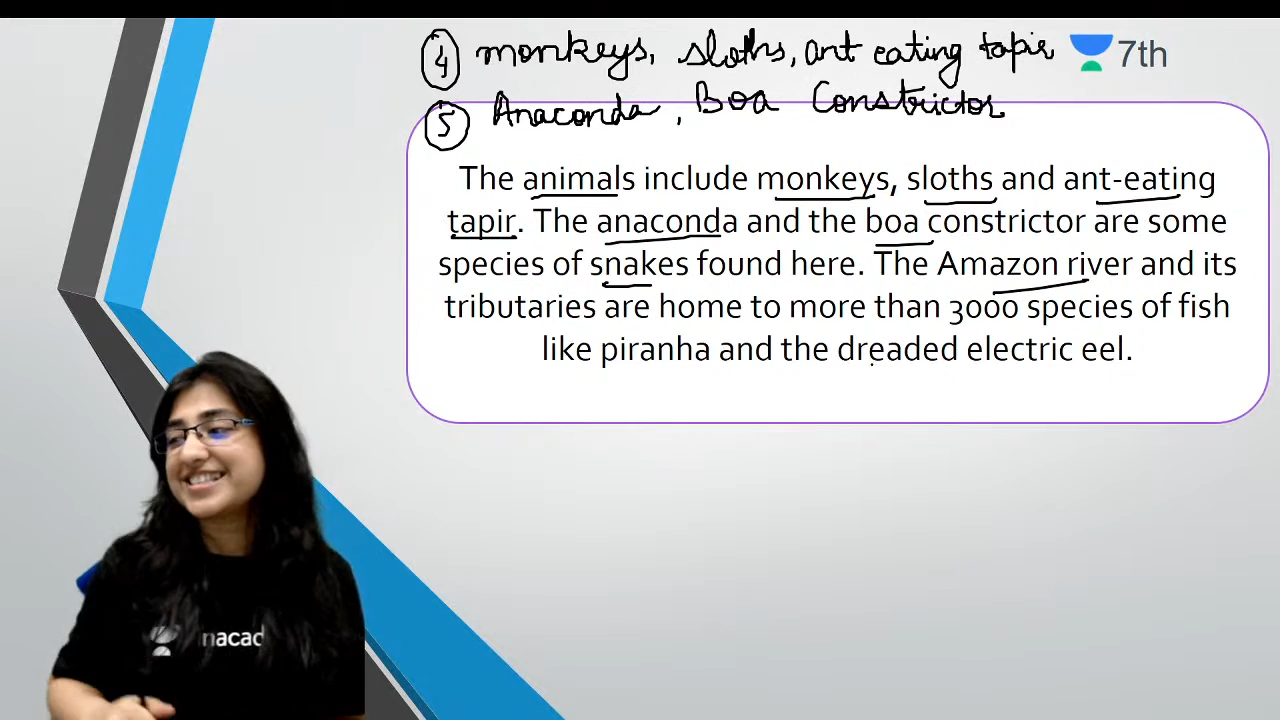 ④ monkeys, sloths, ant eating tapir
7th
⑤ Anaconda, Boa Constrictor
The animals include monkeys, sloths and ant-eating
tapir. The anaconda and the boa constrictor are some
species of snakes found here. The Amazon river and its
tributaries are home to more than 3000 species of fish
like piranha and the dreaded electric eel.
nacad